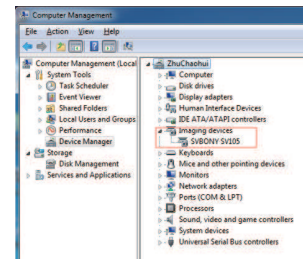 Computer Management
File Action View Help
Computer Management (Local
System Tools
Task Scheduler
Event Viewer
Shared Folders
Local Users and Groups
Performance
Device Manager
Storage
Disk Management
Services and Applications
ZhuChaohui
Computer
Disk drives
Display adapters
Human Interface Devices
IDE ATA/ATAPI controllers
Imaging devices
SVBONY SV105
Keyboards
Mice and other pointing devices
Monitors
Network adapters
Ports (COM & LPT)
Processors
Sound, video and game controllers
System devices
Universal Serial Bus controllers